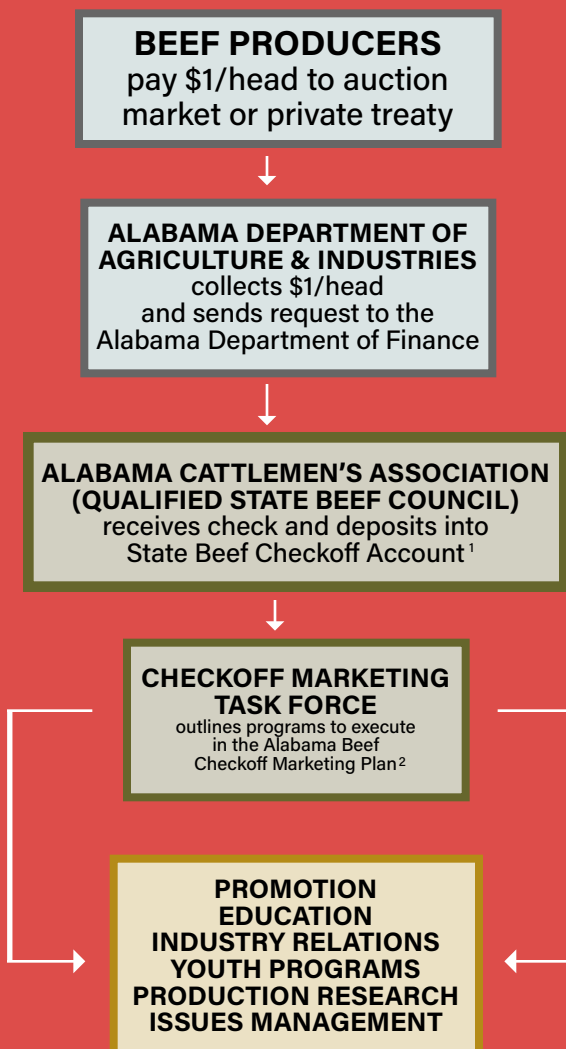 BEEF PRODUCERS
pay $1/head to auction
market or private treaty
ALABAMA DEPARTMENT OF
AGRICULTURE & INDUSTRIES
collects $1/head
and sends request to the
Alabama Department of Finance
ALABAMA CATTLEMEN'S ASSOCIATION
(QUALIFIED STATE BEEF COUNCIL)
receives check and deposits into
State Beef Checkoff Account ¹
CHECKOFF MARKETING
TASK FORCE
outlines programs to execute
in the Alabama Beef
Checkoff Marketing Plan²
PROMOTION
EDUCATION
INDUSTRY RELATIONS
YOUTH PROGRAMS
PRODUCTION RESEARCH
ISSUES MANAGEMENT